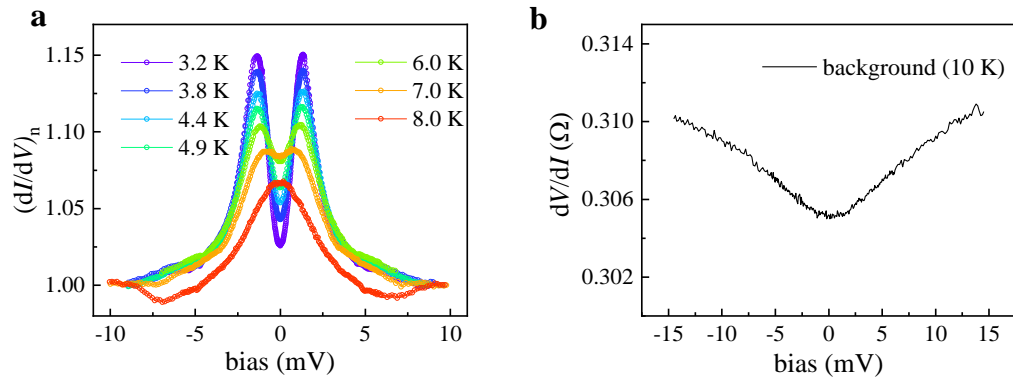 a
3.2 K
3.8 K
4.4 K
4.9 K
6.0 K
7.0 K
8.0 K
1.15
1.10
1.05
1.00
(dI/dV)n
-10 -5 0 5 10
bias (mV)
b
background (10 K)
0.314
0.310
0.306
0.302
dV/dI (Ω)
-15 -10 -5 0 5 10 15
bias (mV)